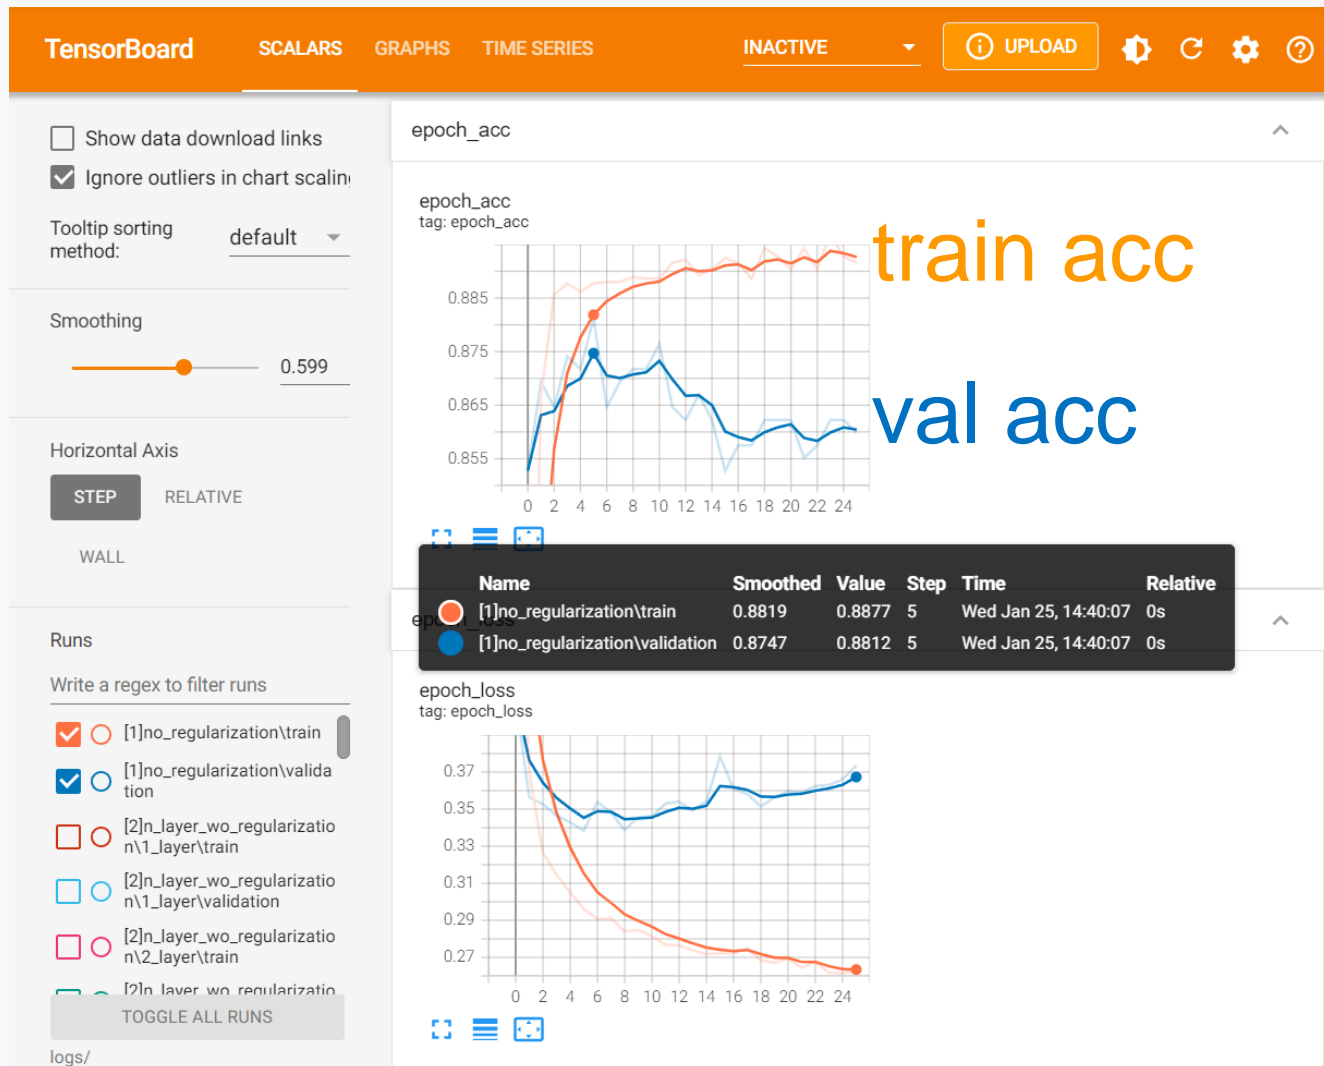 TensorBoard SCALARS GRAPHS TIME SERIES INACTIVE UPLOAD
Show data download links
Ignore outliers in chart scaling
Tooltip sorting
method: default
Smoothing
0.599
Horizontal Axis
STEP RELATIVE
WALL
Runs
Write a regex to filter runs
[1]no_regularization\train
[1]no_regularization\valida
tion
[2]n_layer_wo_regularizatio
n\1_layer\train
[2]n_layer_wo_regularizatio
n\1_layer\validation
[2]n_layer_wo_regularizatio
n\2_layer\train
[2]n_layer_wo_regularizatio
TOGGLE ALL RUNS
logs/
epoch_acc
epoch_acc
tag: epoch_acc
train acc
val acc
0.885
0.875
0.865
0.855
0 2 4 6 8 10 12 14 16 18 20 22 24
Name Smoothed Value Step Time Relative
[1]no_regularization\train 0.8819 0.8877 5 Wed Jan 25, 14:40:07 0s
[1]no_regularization\validation 0.8747 0.8812 5 Wed Jan 25, 14:40:07 0s
epoch_loss
epoch_loss
tag: epoch_loss
0.37
0.35
0.33
0.31
0.29
0.27
0 2 4 6 8 10 12 14 16 18 20 22 24